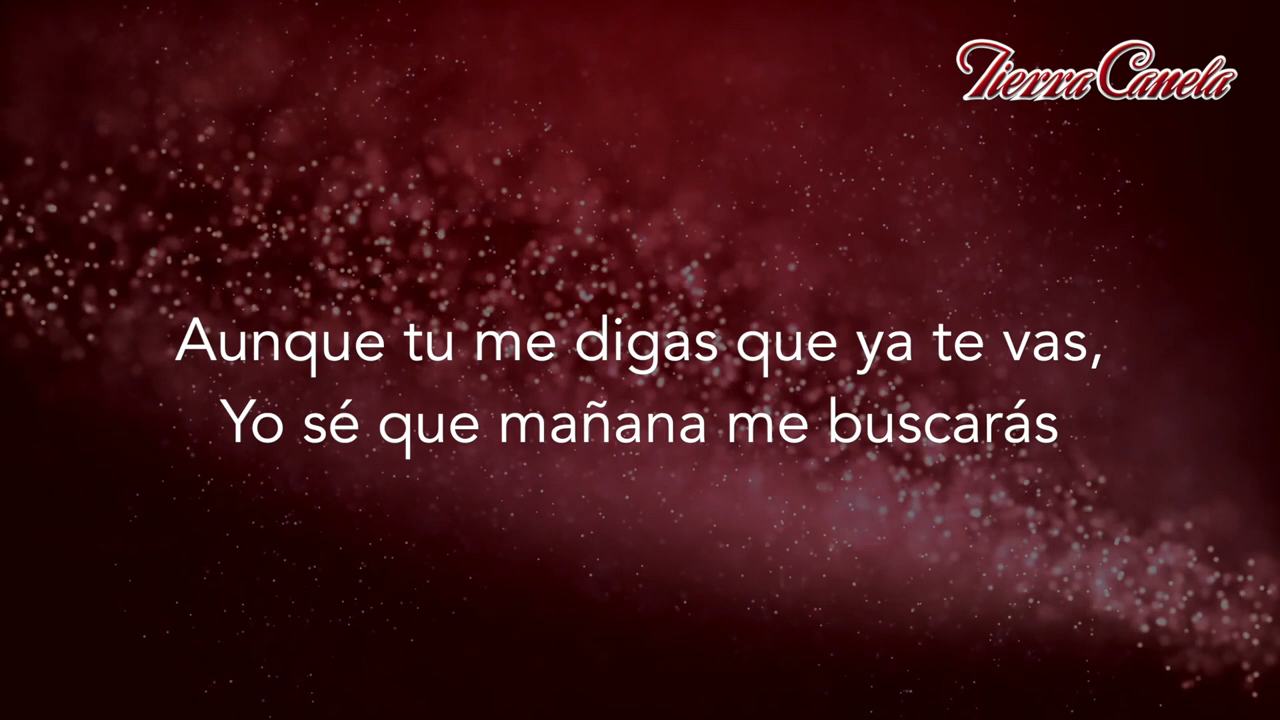 Tierra Canela
Aunque tu me digas que ya te vas,
Yo sé que mañana me buscarás